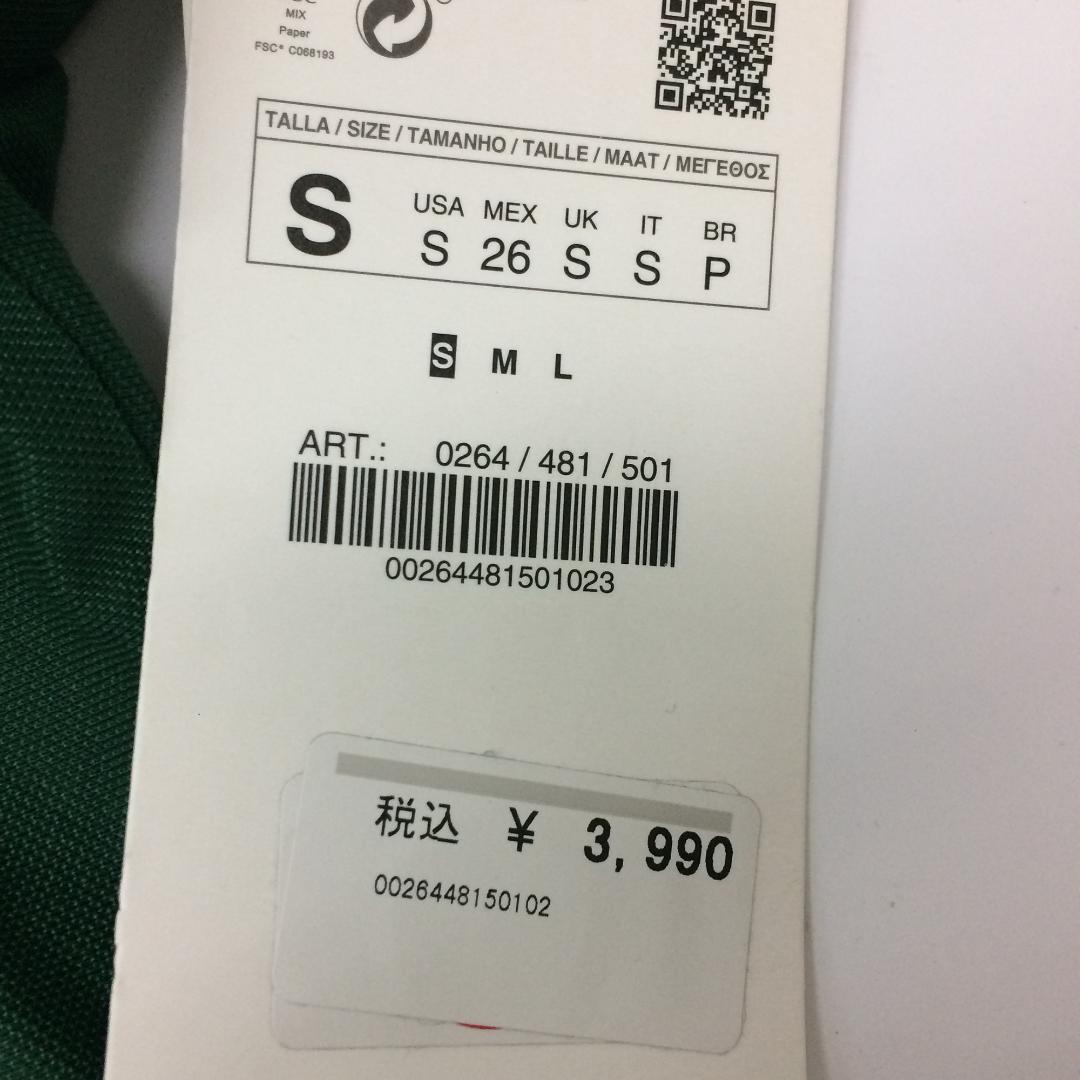 MIX
Paper
FSC® C068193
TALLA / SIZE / TAMANHO / TAILLE / MAAT / ΜΕΓΕΘΟΣ
S
USA MEX UK IT BR
S 26 S S P
S M L
ART.: 0264 / 481 / 501
00264481501023
税込 ¥ 3,990
0026448150102